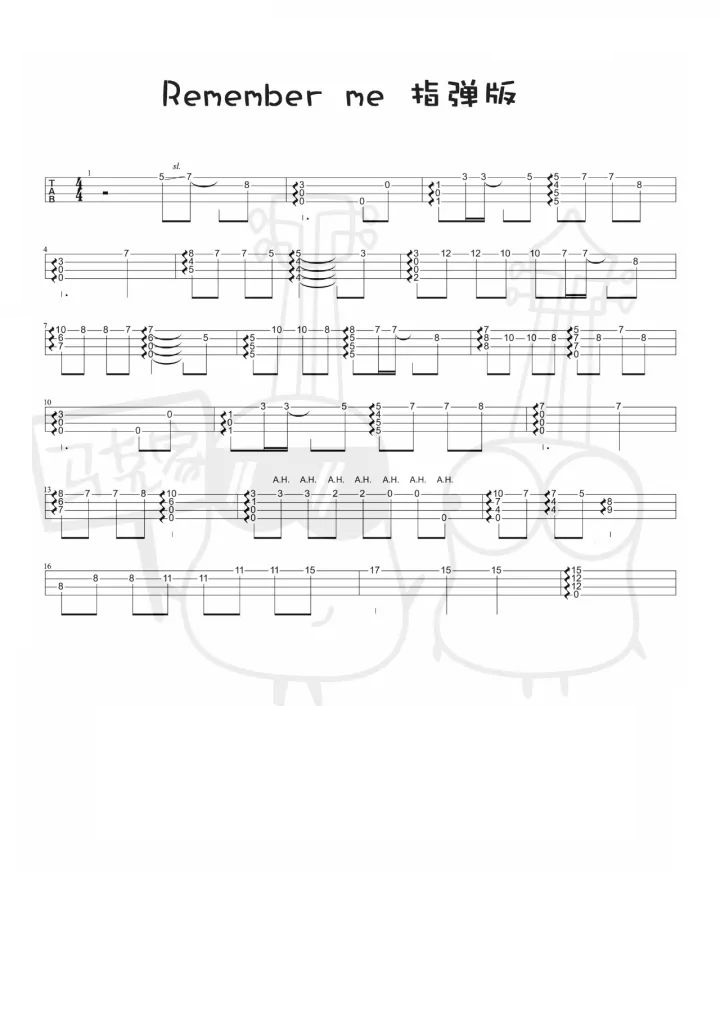 Remember me 指弹版
1 sl.
T 4 5 7 3 3 5 5 7 7
A 4 8 3 0 1 4 8
B 0 0 5
0 0 1 5
4
7 8 7 7 5 5 3 3 12 12 10 10 7 7
3 4 4 0 8
0 5 4 0
0 4 2
7
10 8 8 7 7 10 10 8 8 7 7 7 5 7
6 6 5 5 5 8 8 10 10 8 7 8 8
7 0 5 5 8 7
0 5 5 0
10
3 3 5 5 7 7 8 7 7
3 0 1 4 0
0 0 4 0
0 0 1 5 0
13
A.H. A.H. A.H. A.H. A.H. A.H. A.H.
8 7 7 8 10 3 3 3 2 2 0 0 10 7 7 5
6 6 1 7 4 8
7 0 0 4 4 9
0 0 0 0
16
11 11 15 17 15 15 15
8 8 11 11 12
8 12
0